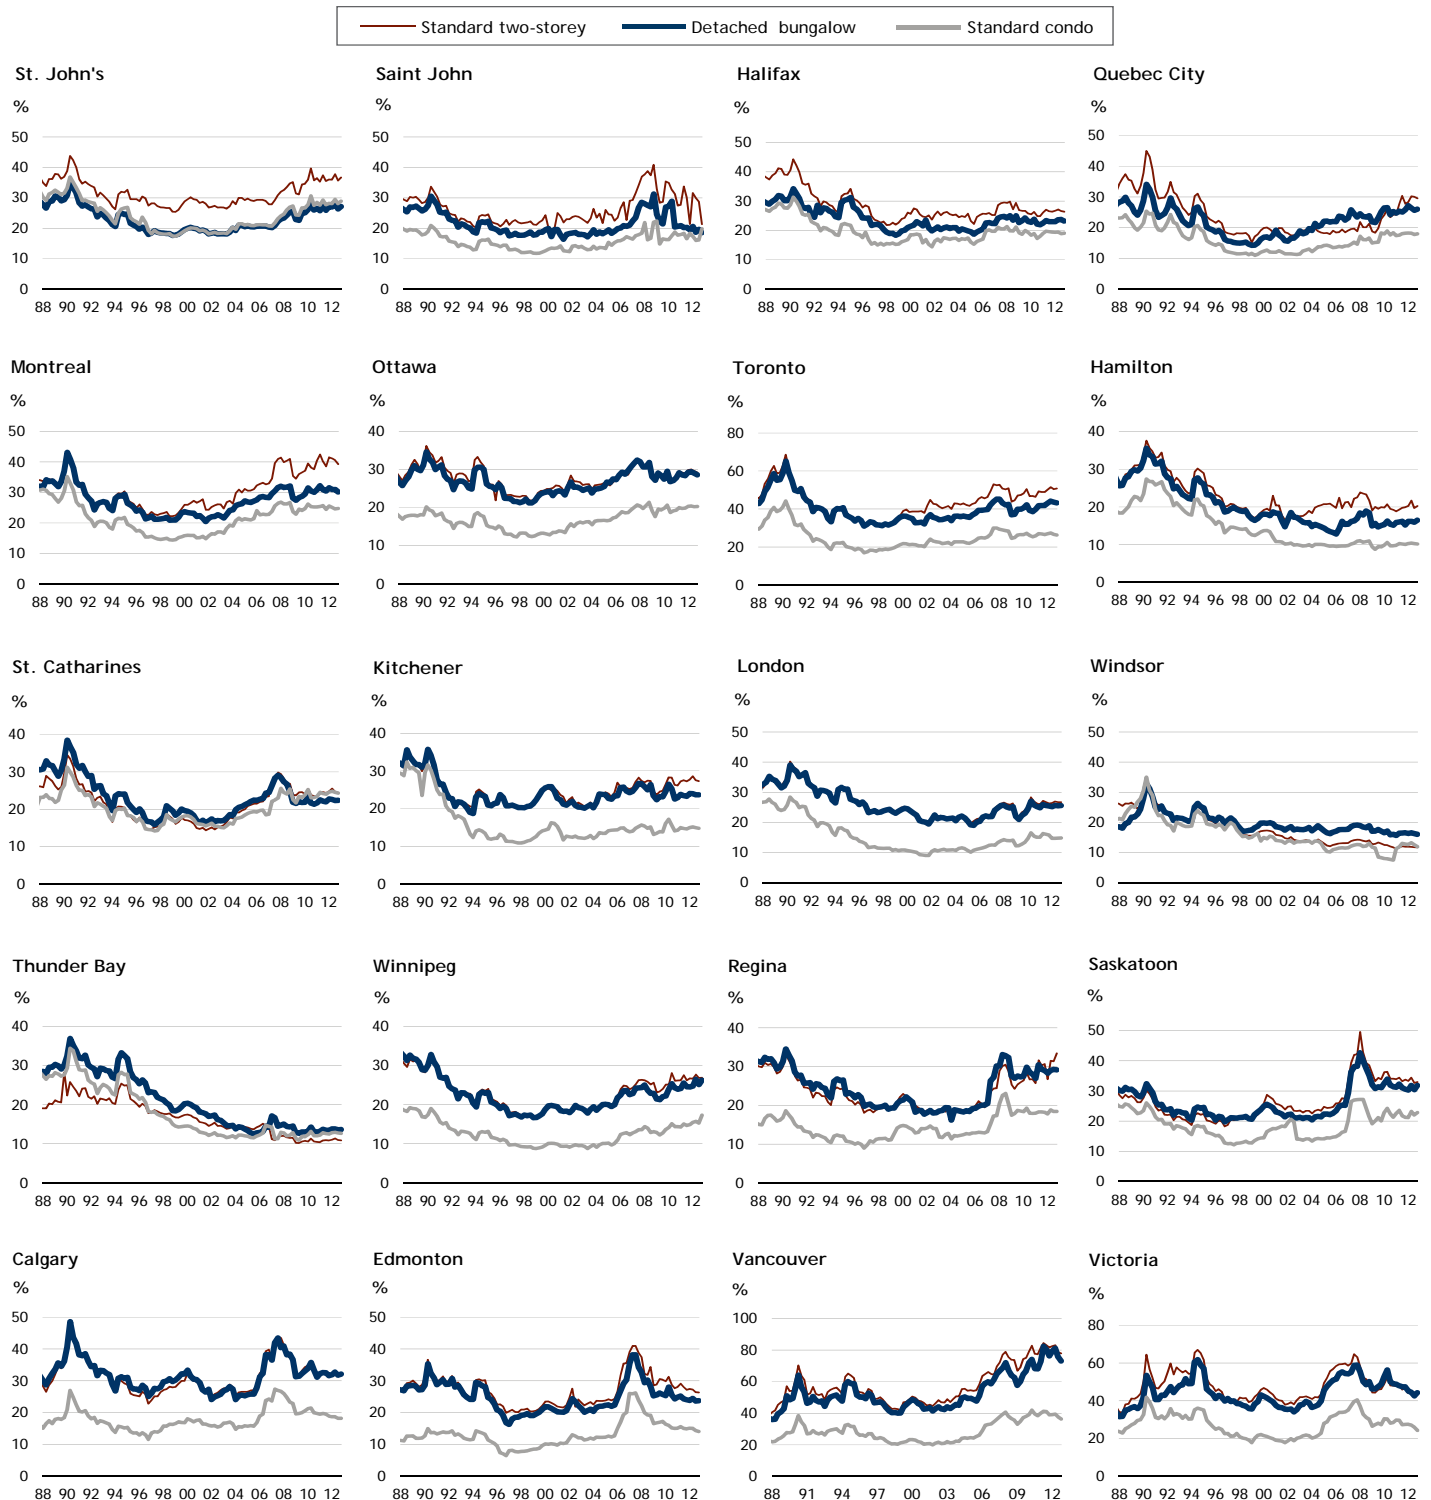 Standard two-storey Detached bungalow Standard condo
St. John's Saint John Halifax Quebec City
% % % %
50 50 50 50
40 40 40 40
30 30 30 30
20 20 20 20
10 10 10 10
0 0 0 0
88 90 92 94 96 98 00 02 04 06 08 10 12 88 90 92 94 96 98 00 02 04 06 08 10 12 88 90 92 94 96 98 00 02 04 06 08 10 12 88 90 92 94 96 98 00 02 04 06 08 10 12
Montreal Ottawa Toronto Hamilton
% % % %
50 40 80 40
40 30 60 30
30 20 40 20
20 10 20 10
10 0 0 0
0
88 90 92 94 96 98 00 02 04 06 08 10 12 88 90 92 94 96 98 00 02 04 06 08 10 12 88 90 92 94 96 98 00 02 04 06 08 10 12 88 90 92 94 96 98 00 02 04 06 08 10 12
St. Catharines Kitchener London Windsor
% % % %
40 40 50 50
30 30 40 40
20 20 30 30
10 10 20 20
0 0 10 10
0 0
88 90 92 94 96 98 00 02 04 06 08 10 12 88 90 92 94 96 98 00 02 04 06 08 10 12 88 90 92 94 96 98 00 02 04 06 08 10 12 88 90 92 94 96 98 00 02 04 06 08 10 12
Thunder Bay Winnipeg Regina Saskatoon
% % % %
40 40 40 50
30 30 30 40
20 20 20 30
10 10 10 20
0 0 0 10
0
88 90 92 94 96 98 00 02 04 06 08 10 12 88 90 92 94 96 98 00 02 04 06 08 10 12 88 90 92 94 96 98 00 02 04 06 08 10 12 88 90 92 94 96 98 00 02 04 06 08 10 12
Calgary Edmonton Vancouver Victoria
% % % %
50 50 100 80
40 40 80 60
30 30 60 40
20 20 40 20
10 10 20 0
0 0 0
88 90 92 94 96 98 00 02 04 06 08 10 12 88 90 92 94 96 98 00 02 04 06 08 10 12 88 91 94 97 00 03 06 09 12 88 90 92 94 96 98 00 02 04 06 08 10 12